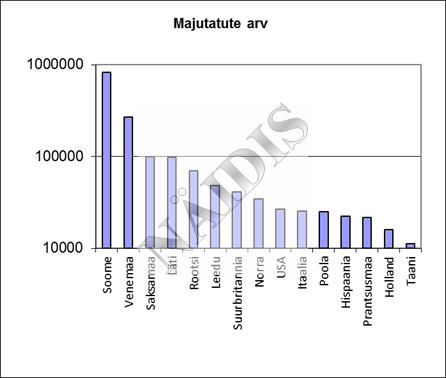 Majutatute arv
1000000
100000
10000
Soome
Venemaa
Saksamaa
Läti
Rootsi
Leedu
Suurbritannia
Norra
USA
Itaalia
Poola
Hispaania
Prantsusmaa
Holland
Taani
NÄIDIS